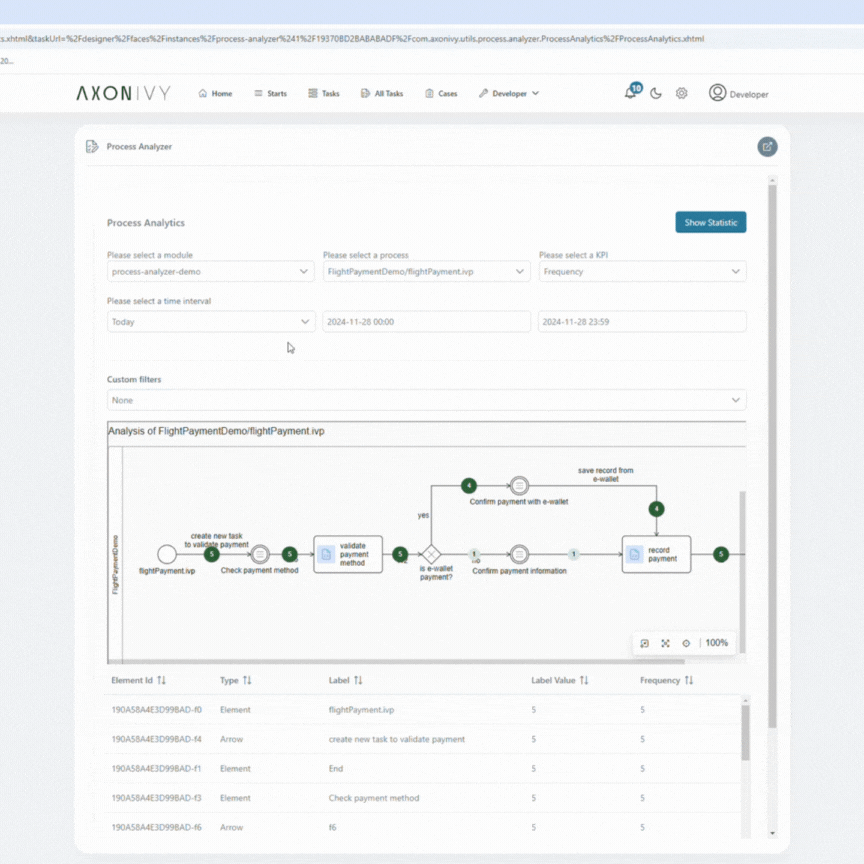 s.xhtml&taskUrl=%2Fdesigner%2Ffaces%2Finstances%2Fprocess-analyzer%241%2F19370BD2BABABADF%2Fcom.axonivy.utils.process.analyzer.ProcessAnalytics%2FProcessAnalytics.xhtml
20...
AXONIVY Home Starts Tasks All Tasks Cases Developer 10 Developer
Process Analyzer
Process Analytics Show Statistic
Please select a module Please select a process Please select a KPI
process-analyzer-demo FlightPaymentDemo/flightPayment.ivp Frequency
Please select a time interval
Today 2024-11-28 00:00 2024-11-28 23:59
Custom filters
None
Analysis of FlightPaymentDemo/flightPayment.ivp
FlightPaymentDemo
save record from
e-wallet
4
Confirm payment with e-wallet
4
yes
create new task
to validate payment
5
flightPayment.ivp
5
Check payment method
validate
payment
method
5
is e-wallet
payment?
1
no
Confirm payment information
1
record
payment
5
100%
Element Id Type Label Label Value Frequency
190A58A4E3D99BAD-f0 Element flightPayment.ivp 5 5
190A58A4E3D99BAD-f4 Arrow create new task to validate payment 5 5
190A58A4E3D99BAD-f1 Element End 5 5
190A58A4E3D99BAD-f3 Element Check payment method 5 5
190A58A4E3D99BAD-f6 Arrow f6 5 5